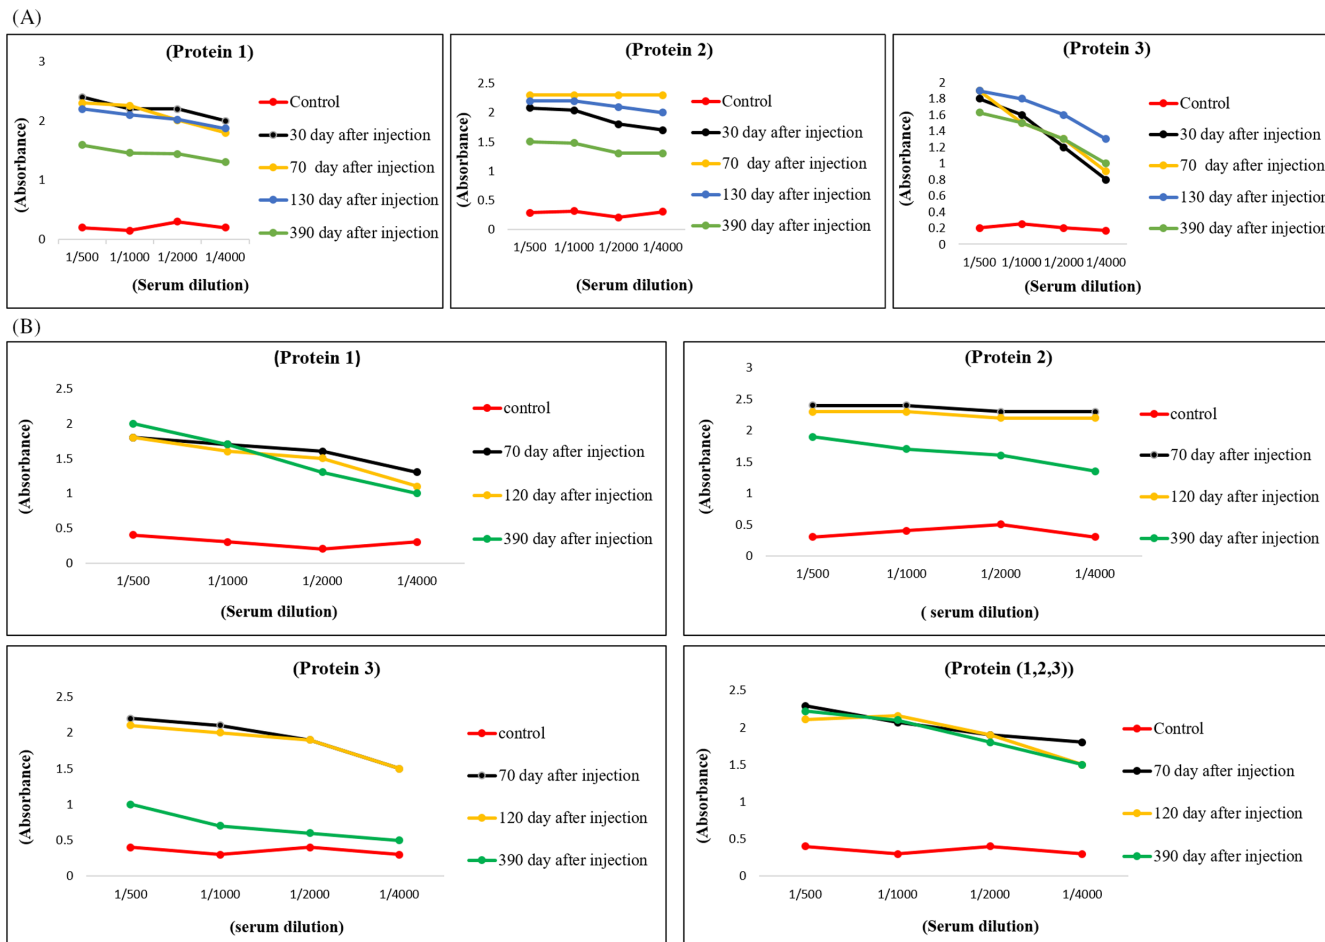 (A)
(Protein 1)
3
2
1
0
(Absorbance)
1/500 1/1000 1/2000 1/4000
(Serum dilution)
Control
30 day after injection
70 day after injection
130 day after injection
390 day after injection
(Protein 2)
2.5
2
1.5
1
0.5
0
(Absorbance)
1/500 1/1000 1/2000 1/4000
(Serum dilution)
Control
30 day after injection
70 day after injection
130 day after injection
390 day after injection
(Protein 3)
2
1.8
1.6
1.4
1.2
1
0.8
0.6
0.4
0.2
0
(Absorbance)
1/500 1/1000 1/2000 1/4000
(Serum dilution)
Control
30 day after injection
70 day after injection
130 day after injection
390 day after injection
(B)
(Protein 1)
2.5
2
1.5
1
0.5
0
(Absorbance)
1/500 1/1000 1/2000 1/4000
(Serum dilution)
control
70 day after injection
120 day after injection
390 day after injection
(Protein 2)
3
2.5
2
1.5
1
0.5
0
(Absorbance)
1/500 1/1000 1/2000 1/4000
( serum dilution)
control
70 day after injection
120 day after injection
390 day after injection
(Protein 3)
2.5
2
1.5
1
0.5
0
(Absorbance)
1/500 1/1000 1/2000 1/4000
(serum dilution)
control
70 day after injection
120 day after injection
390 day after injection
(Protein (1,2,3))
2.5
2
1.5
1
0.5
0
(Absorbance)
1/500 1/1000 1/2000 1/4000
(Serum dilution)
Control
70 day after injection
120 day after injection
390 day after injection